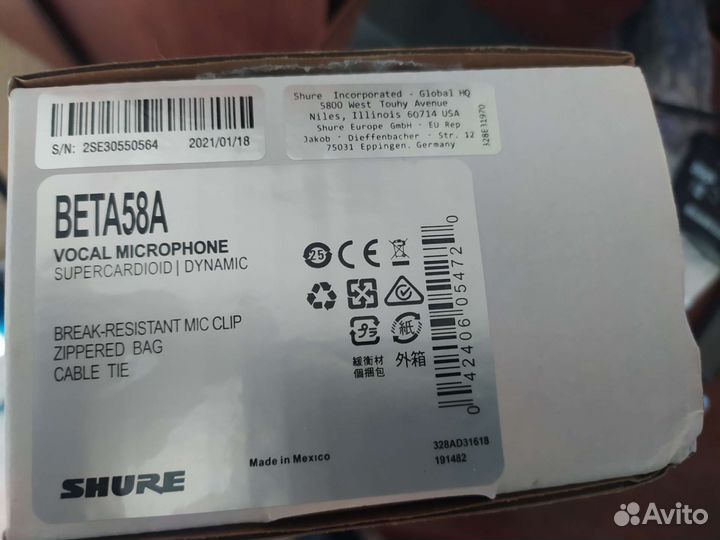 S/N: 2SE30550564 2021/01/18
Shure Incorporated - Global HQ
5800 West Touhy Avenue
Niles, Illinois 60714 USA
Shure Europe GmbH - EU Rep
Jakob - Dieffenbacher - Str. 12
75031 Eppingen, Germany
328E31970
BETA58A
VOCAL MICROPHONE
SUPERCARDIOID | DYNAMIC
BREAK-RESISTANT MIC CLIP
ZIPPERED BAG
CABLE TIE
25
プラ
紙
緩衝材
個捆包
外箱
0 42406 05472 0
328AD31618
191482
Made in Mexico
SHURE
Avito